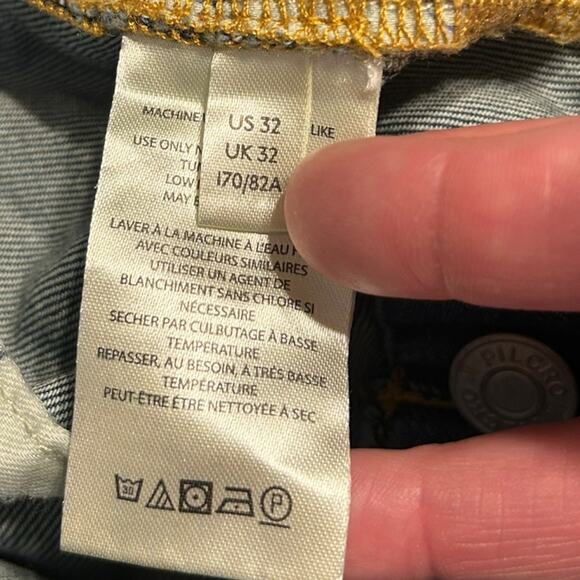 MACHINE
US 32
LIKE
UK 32
USE ONLY
170/82A
LOW
MAY
LAVER À LA MACHINE À L'EAU
AVEC COULEURS SIMILAIRES
UTILISER UN AGENT DE
BLANCHIMENT SANS CHLORE SI
NÉCESSAIRE
SECHER PAR CULBUTAGE À BASSE
TEMPÉRATURE
REPASSER, AU BESOIN, À TRÈS BASSE
TEMPÉRATURE
PEUT-ÊTRE ÊTRE NETTOYÉE À SEC
30
P
PILCRO